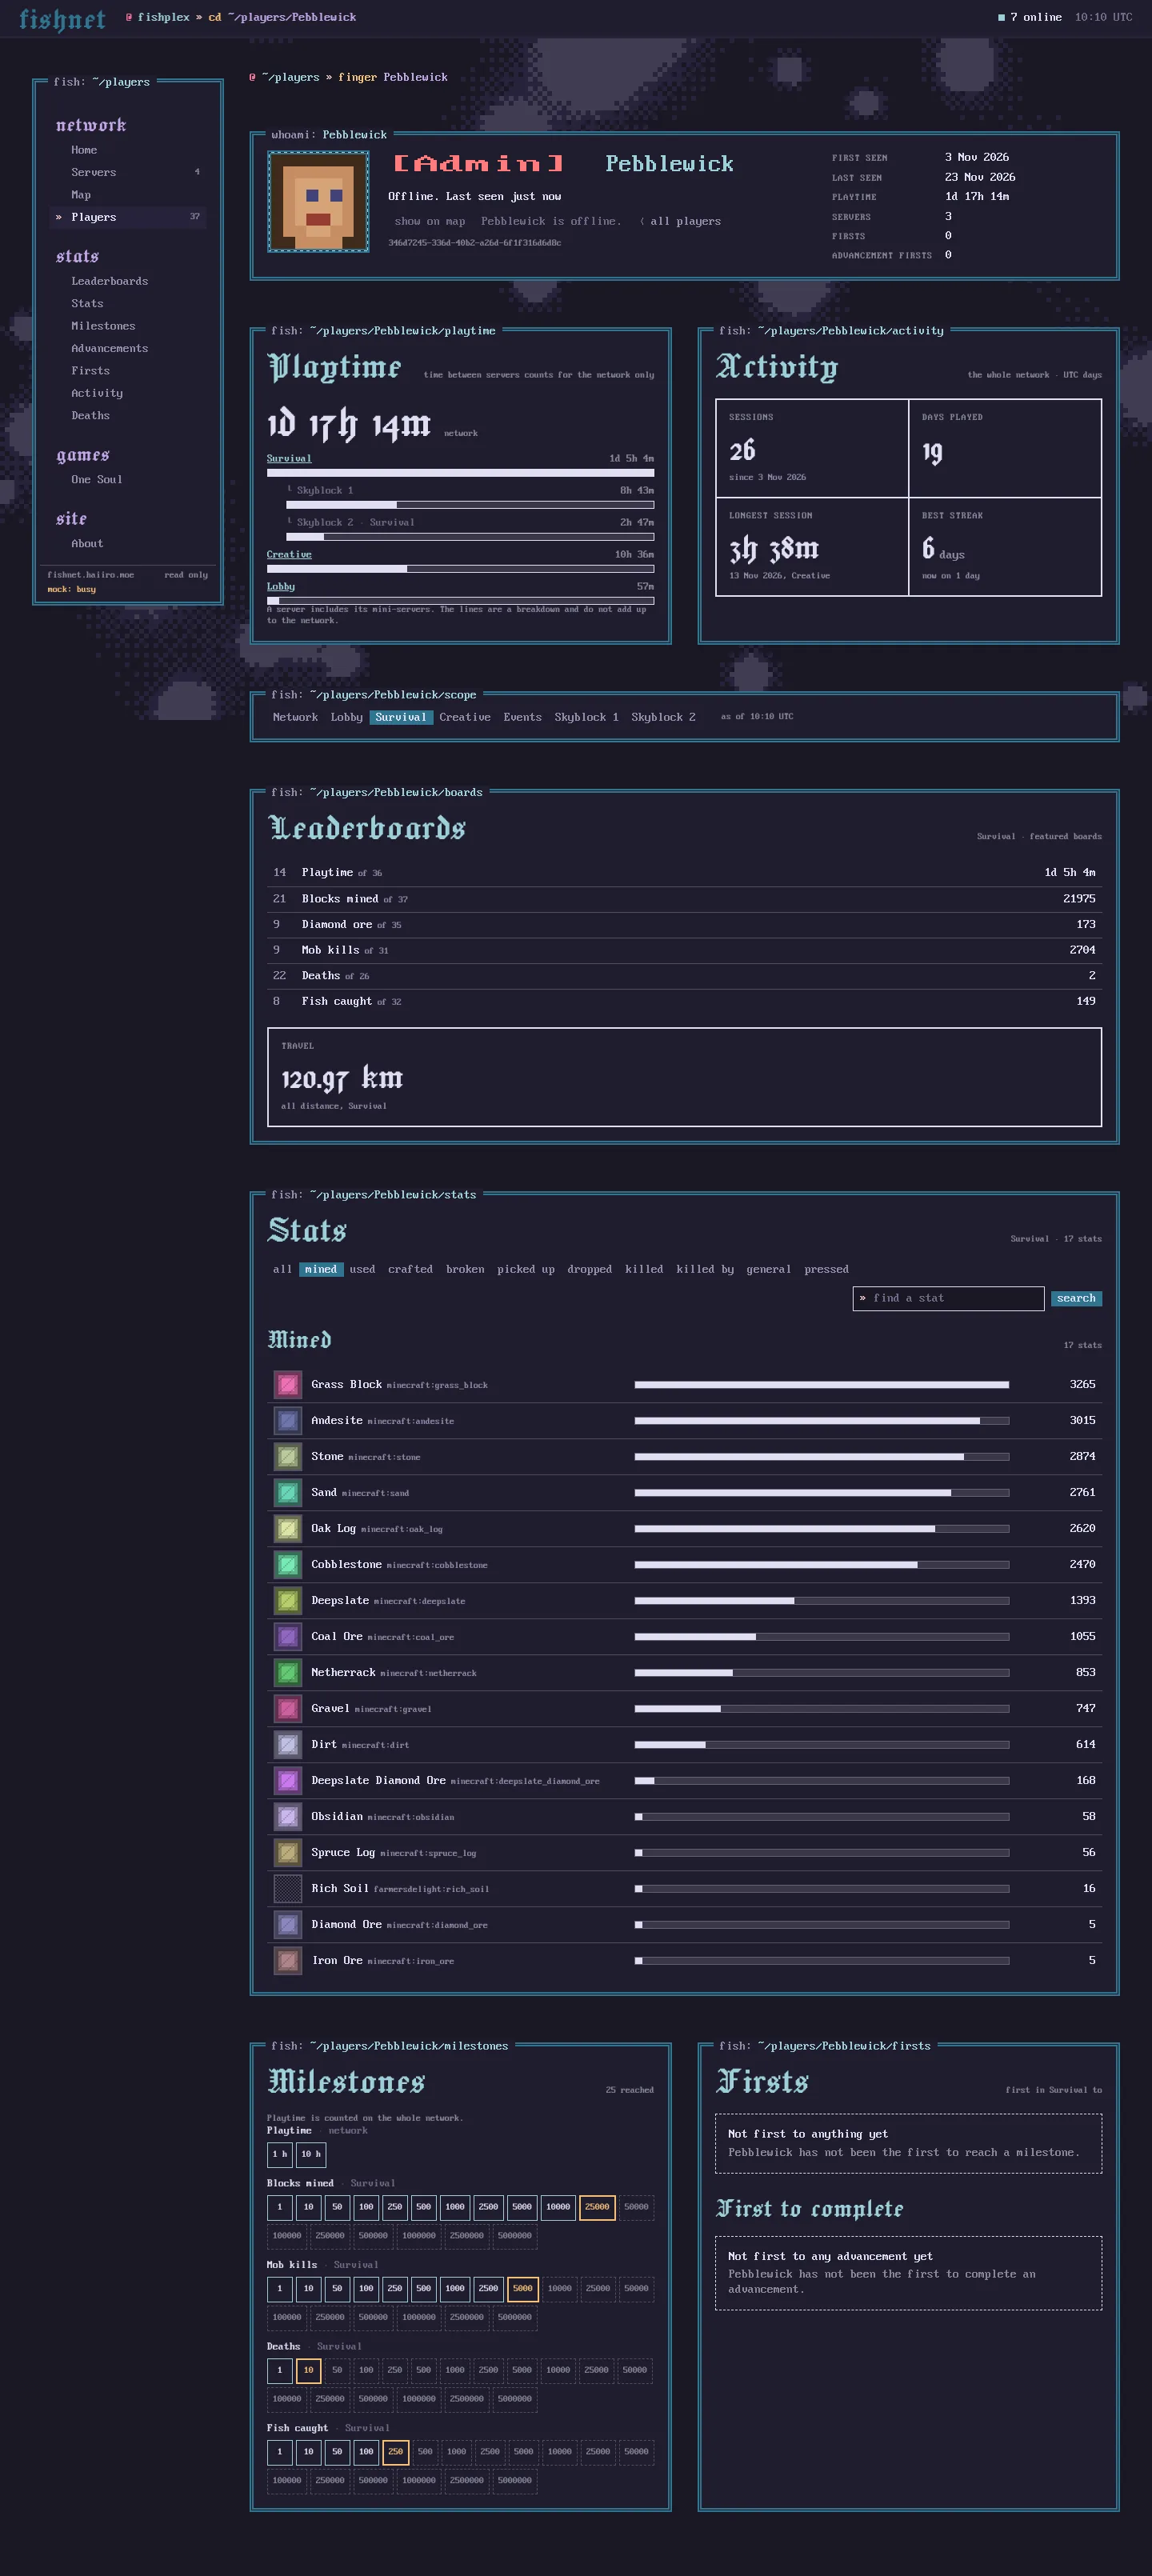 fishnet
@ fishplex » cd ~/players/Pebblewick
7 online 10:10 UTC
fish: ~/players
network
Home
Servers 4
Map
» Players 37
stats
Leaderboards
Stats
Milestones
Advancements
Firsts
Activity
Deaths
games
One Soul
site
About
fishnet.haiiro.moe read only
mock: busy
@ ~/players » finger Pebblewick
whoami: Pebblewick
[Admin] Pebblewick
Offline. Last seen just now
show on map Pebblewick is offline. ⟨ all players
346d7245-336d-40b2-a26d-6f1f316d6d8c
FIRST SEEN 3 Nov 2026
LAST SEEN 23 Nov 2026
PLAYTIME 1d 17h 14m
SERVERS 3
FIRSTS 0
ADVANCEMENT FIRSTS 0
fish: ~/players/Pebblewick/playtime
Playtime time between servers counts for the network only
1d 17h 14m network
Survival 1d 5h 4m
└ Skyblock 1 8h 43m
└ Skyblock 2 · Survival 2h 47m
Creative 10h 36m
Lobby 57m
A server includes its mini-servers. The lines are a breakdown and do not add up
to the network.
fish: ~/players/Pebblewick/activity
Activity the whole network · UTC days
SESSIONS
26
since 3 Nov 2026
DAYS PLAYED
19
LONGEST SESSION
3h 38m
13 Nov 2026, Creative
BEST STREAK
6 days
now on 1 day
fish: ~/players/Pebblewick/scope
Network Lobby Survival Creative Events Skyblock 1 Skyblock 2 as of 10:10 UTC
fish: ~/players/Pebblewick/boards
Leaderboards Survival · featured boards
14 Playtime of 36 1d 5h 4m
21 Blocks mined of 37 21975
9 Diamond ore of 35 173
9 Mob kills of 31 2704
22 Deaths of 26 2
8 Fish caught of 32 149
TRAVEL
120.97 km
all distance, Survival
fish: ~/players/Pebblewick/stats
Stats Survival · 17 stats
all mined used crafted broken picked up dropped killed killed by general pressed
» find a stat search
Mined 17 stats
Grass Block minecraft:grass_block 3265
Andesite minecraft:andesite 3015
Stone minecraft:stone 2874
Sand minecraft:sand 2761
Oak Log minecraft:oak_log 2620
Cobblestone minecraft:cobblestone 2470
Deepslate minecraft:deepslate 1393
Coal Ore minecraft:coal_ore 1055
Netherrack minecraft:netherrack 853
Gravel minecraft:gravel 747
Dirt minecraft:dirt 614
Deepslate Diamond Ore minecraft:deepslate_diamond_ore 168
Obsidian minecraft:obsidian 58
Spruce Log minecraft:spruce_log 56
Rich Soil farmersdelight:rich_soil 16
Diamond Ore minecraft:diamond_ore 5
Iron Ore minecraft:iron_ore 5
fish: ~/players/Pebblewick/milestones
Milestones 25 reached
Playtime is counted on the whole network.
Playtime · network
1 h 10 h
Blocks mined · Survival
1 10 50 100 250 500 1000 2500 5000 10000 25000 50000
100000 250000 500000 1000000 2500000 5000000
Mob kills · Survival
1 10 50 100 250 500 1000 2500 5000 10000 25000 50000
100000 250000 500000 1000000 2500000 5000000
Deaths · Survival
1 10 50 100 250 500 1000 2500 5000 10000 25000 50000
100000 250000 500000 1000000 2500000 5000000
Fish caught · Survival
1 10 50 100 250 500 1000 2500 5000 10000 25000 50000
100000 250000 500000 1000000 2500000 5000000
fish: ~/players/Pebblewick/firsts
Firsts first in Survival to
Not first to anything yet
Pebblewick has not been the first to reach a milestone.
First to complete
Not first to any advancement yet
Pebblewick has not been the first to complete an
advancement.